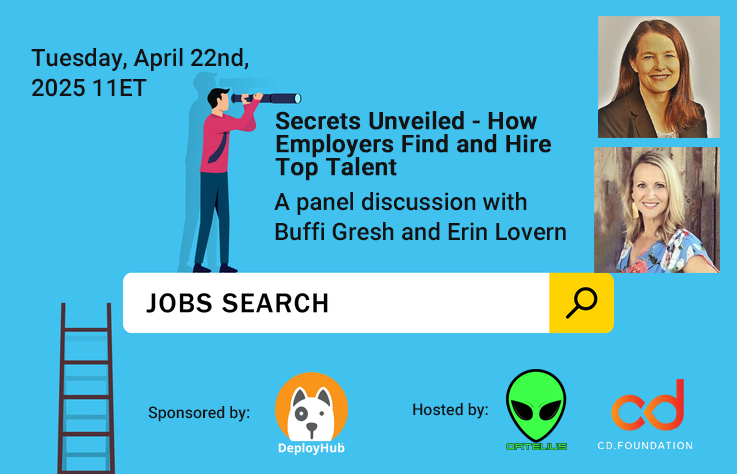 Tuesday, April 22nd,
2025 11ET
Secrets Unveiled - How
Employers Find and Hire
Top Talent
A panel discussion with
Buffi Gresh and Erin Lovern
JOBS SEARCH
Sponsored by:
DeployHub
Hosted by:
ORTELIUS
cd
CD.FOUNDATION